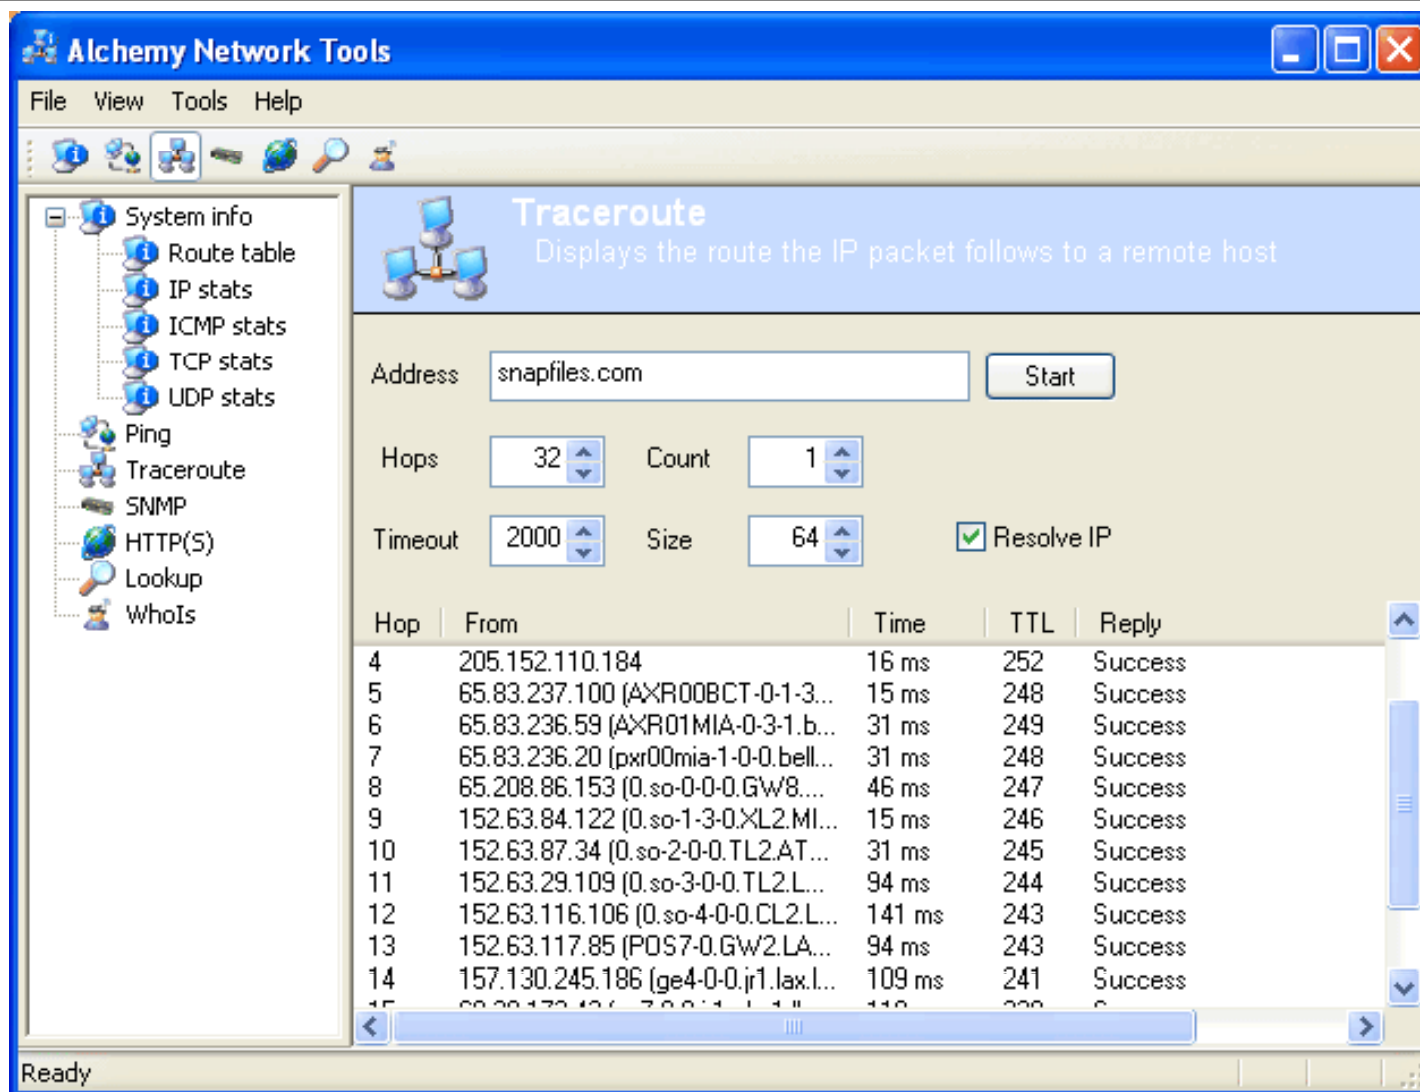 Alchemy Network Tools
File View Tools Help
System info
Route table
IP stats
ICMP stats
TCP stats
UDP stats
Ping
Traceroute
SNMP
HTTP(S)
Lookup
WhoIs
Traceroute
Displays the route the IP packet follows to a remote host
Address snapfiles.com Start
Hops 32 Count 1
Timeout 2000 Size 64 Resolve IP
Hop From Time TTL Reply
4 205.152.110.184 16 ms 252 Success
5 65.83.237.100 (AXR00BCT-0-1-3... 15 ms 248 Success
6 65.83.236.59 (AXR01MIA-0-3-1.b... 31 ms 249 Success
7 65.83.236.20 (pxr00mia-1-0-0.bell... 31 ms 248 Success
8 65.208.86.153 (0.so-0-0-0.GW8.... 46 ms 247 Success
9 152.63.84.122 (0.so-1-3-0.XL2.MI... 15 ms 246 Success
10 152.63.87.34 (0.so-2-0-0.TL2.AT... 31 ms 245 Success
11 152.63.29.109 (0.so-3-0-0.TL2.L... 94 ms 244 Success
12 152.63.116.106 (0.so-4-0-0.CL2.L... 141 ms 243 Success
13 152.63.117.85 (POS7-0.GW2.LA... 94 ms 243 Success
14 157.130.245.186 (ge4-0-0.jr1.lax.l... 109 ms 241 Success
Ready